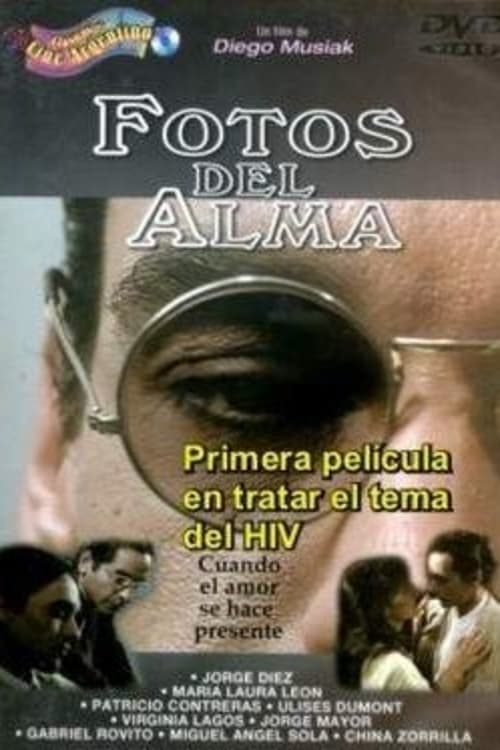 Cine Argentino
Un film de
Diego Musiak
DVD
FOTOS
DEL
ALMA
Primera película
en tratar el tema
del HIV
Cuando
el amor
se hace
presente
• JORGE DIEZ
• MARIA LAURA LEON
• PATRICIO CONTRERAS • ULISES DUMONT
• VIRGINIA LAGOS • JORGE MAYOR
• GABRIEL ROVITO • MIGUEL ANGEL SOLA • CHINA ZORRILLA